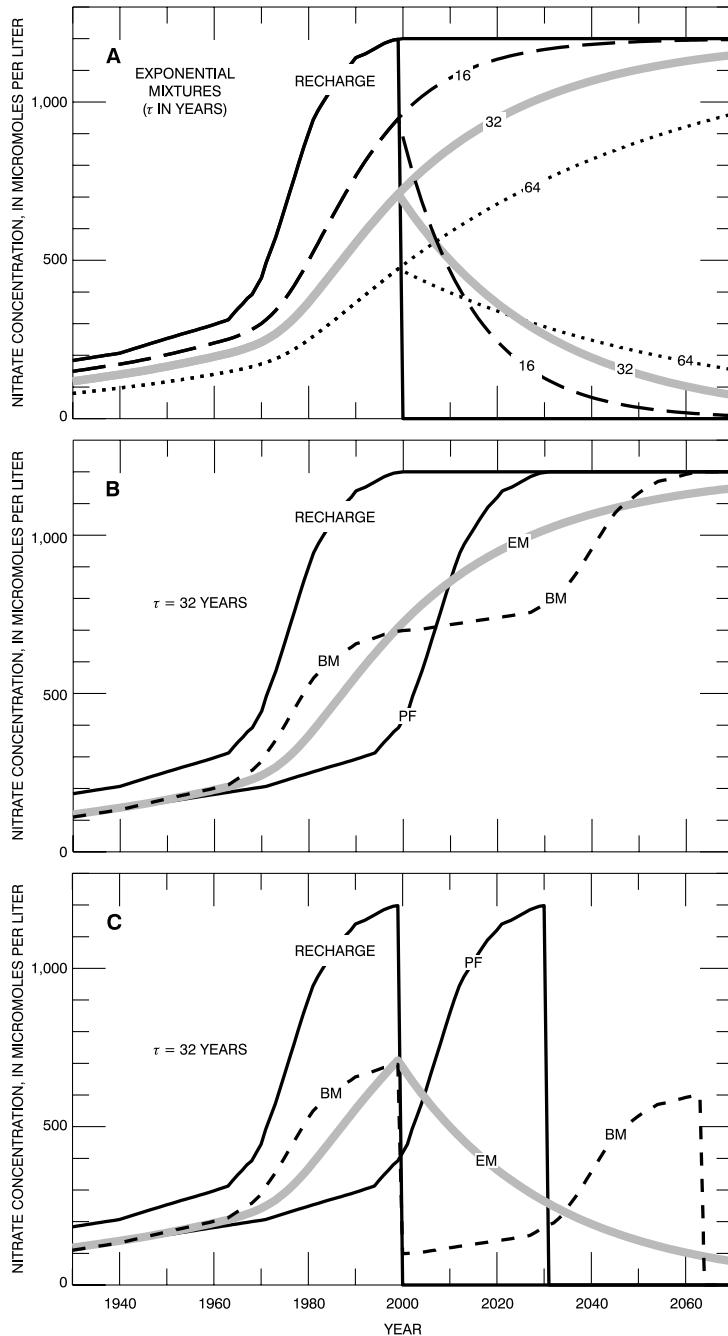 NITRATE CONCENTRATION, IN MICROMOLES PER LITER
A
EXPONENTIAL
MIXTURES
(τ IN YEARS)
RECHARGE
16
32
64
16
32
64
1,000
500
0
NITRATE CONCENTRATION, IN MICROMOLES PER LITER
B
RECHARGE
τ = 32 YEARS
EM
BM
BM
PF
1,000
500
0
NITRATE CONCENTRATION, IN MICROMOLES PER LITER
C
RECHARGE
PF
τ = 32 YEARS
BM
BM
EM
1,000
500
0
1940 1960 1980 2000 2020 2040 2060
YEAR